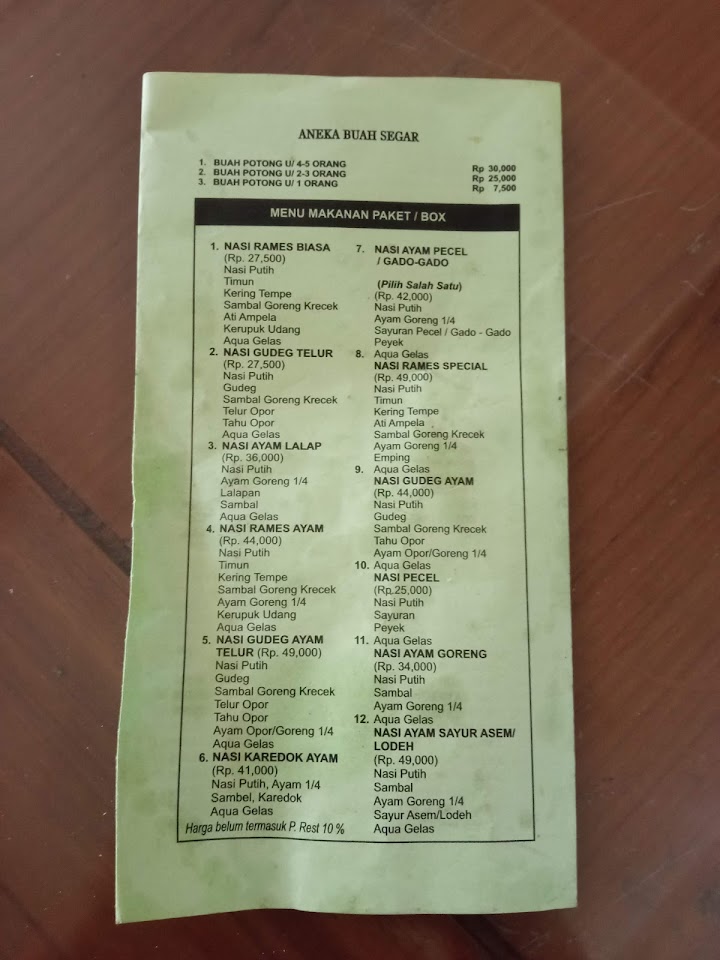 ANEKA BUAH SEGAR
1. BUAH POTONG U/ 4-5 ORANG Rp 30,000
2. BUAH POTONG U/ 2-3 ORANG Rp 25,000
3. BUAH POTONG U/ 1 ORANG Rp 7,500
MENU MAKANAN PAKET / BOX
1. NASI RAMES BIASA
(Rp. 27,500)
Nasi Putih
Timun
Kering Tempe
Sambal Goreng Krecek
Ati Ampela
Kerupuk Udang
Aqua Gelas
2. NASI GUDEG TELUR
(Rp. 27,500)
Nasi Putih
Gudeg
Sambal Goreng Krecek
Telur Opor
Tahu Opor
Aqua Gelas
3. NASI AYAM LALAP
(Rp. 36,000)
Nasi Putih
Ayam Goreng 1/4
Lalapan
Sambal
Aqua Gelas
4. NASI RAMES AYAM
(Rp. 44,000)
Nasi Putih
Timun
Kering Tempe
Sambal Goreng Krecek
Ayam Goreng 1/4
Kerupuk Udang
Aqua Gelas
5. NASI GUDEG AYAM
TELUR (Rp. 49,000)
Nasi Putih
Gudeg
Sambal Goreng Krecek
Telur Opor
Tahu Opor
Ayam Opor/Goreng 1/4
Aqua Gelas
6. NASI KAREDOK AYAM
(Rp. 41,000)
Nasi Putih, Ayam 1/4
Sambel, Karedok
Aqua Gelas
7. NASI AYAM PECEL
/ GADO-GADO
(Pilih Salah Satu)
(Rp. 42,000)
Nasi Putih
Ayam Goreng 1/4
Sayuran Pecel / Gado - Gado
Peyek
8. Aqua Gelas
NASI RAMES SPECIAL
(Rp. 49,000)
Nasi Putih
Timun
Kering Tempe
Ati Ampela
Sambal Goreng Krecek
Ayam Goreng 1/4
Emping
9. Aqua Gelas
NASI GUDEG AYAM
(Rp. 44,000)
Nasi Putih
Gudeg
Sambal Goreng Krecek
Tahu Opor
Ayam Opor/Goreng 1/4
10. Aqua Gelas
NASI PECEL
(Rp.25,000)
Nasi Putih
Sayuran
Peyek
11. Aqua Gelas
NASI AYAM GORENG
(Rp. 34,000)
Nasi Putih
Sambal
Ayam Goreng 1/4
12. Aqua Gelas
NASI AYAM SAYUR ASEM/
LODEH
(Rp. 49,000)
Nasi Putih
Sambal
Ayam Goreng 1/4
Sayur Asem/Lodeh
Aqua Gelas
Harga belum termasuk P. Rest 10 %